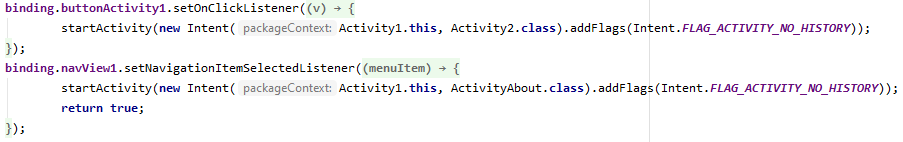 binding.buttonActivity1.setOnClickListener((v) → {
startActivity(new Intent( packageContext: Activity1.this, Activity2.class).addFlags(Intent.FLAG_ACTIVITY_NO_HISTORY));
});
binding.navView1.setNavigationItemSelectedListener((menuItem) → {
startActivity(new Intent( packageContext: Activity1.this, ActivityAbout.class).addFlags(Intent.FLAG_ACTIVITY_NO_HISTORY));
return true;
});